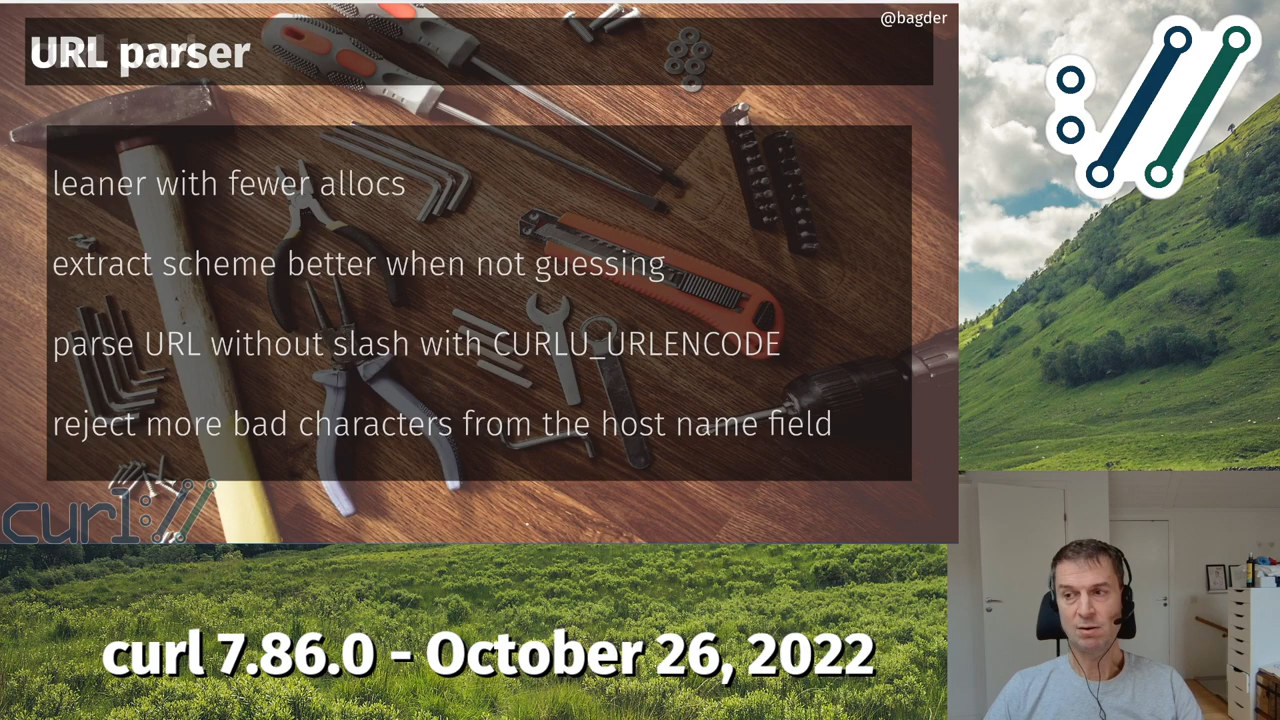 @bagder
URL parser
leaner with fewer allocs
extract scheme better when not guessing
parse URL without slash with CURLU_URLENCODE
reject more bad characters from the host name field
curl://
curl 7.86.0 - October 26, 2022